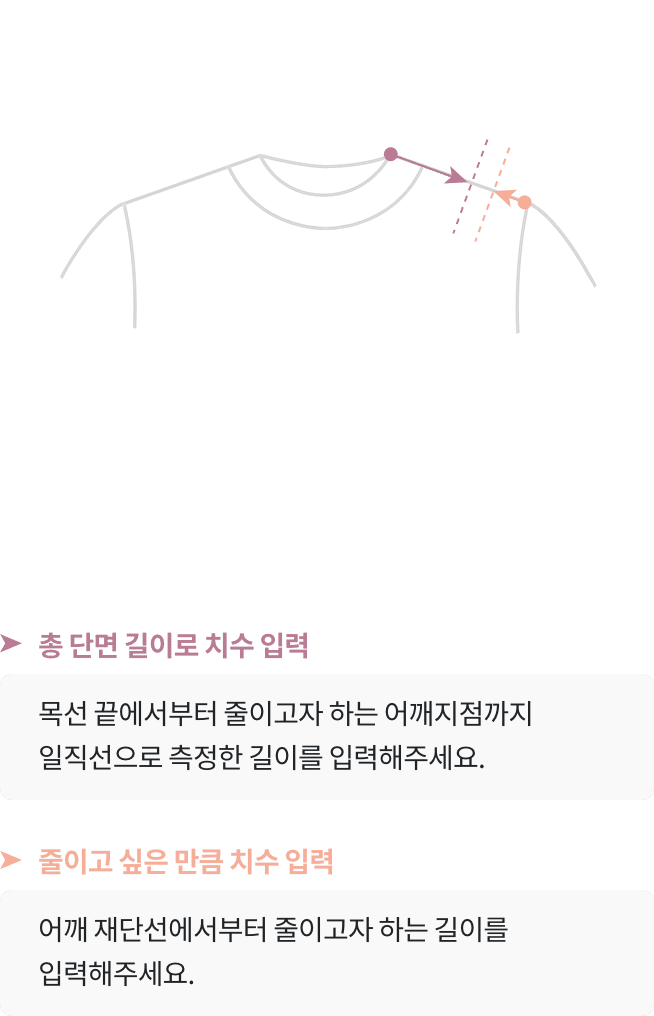 총 단면 길이로 치수 입력
목선 끝에서부터 줄이고자 하는 어깨지점까지
일직선으로 측정한 길이를 입력해주세요.
줄이고 싶은 만큼 치수 입력
어깨 재단선에서부터 줄이고자 하는 길이를
입력해주세요.